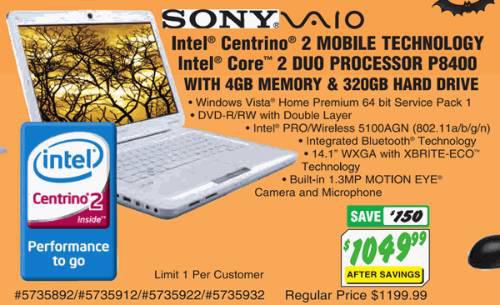 SONY VAIO
Intel® Centrino® 2 MOBILE TECHNOLOGY
Intel® Core™ 2 DUO PROCESSOR P8400
WITH 4GB MEMORY & 320GB HARD DRIVE
• Windows Vista® Home Premium 64 bit Service Pack 1
• DVD-R/RW with Double Layer
• Intel® PRO/Wireless 5100AGN (802.11a/b/g/n)
• Integrated Bluetooth® Technology
• 14.1" WXGA with XBRITE-ECO™
Technology
• Built-in 1.3MP MOTION EYE®
Camera and Microphone
intel®
Centrino® 2
inside™
Performance
to go
SAVE $150
$1049.99
AFTER SAVINGS
Limit 1 Per Customer
#5735892/#5735912/#5735922/#5735932
Regular Price $1199.99